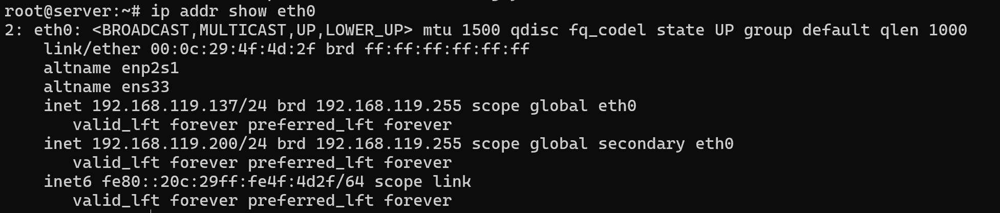 root@server:~# ip addr show eth0
2: eth0: <BROADCAST,MULTICAST,UP,LOWER_UP> mtu 1500 qdisc fq_codel state UP group default qlen 1000
    link/ether 00:0c:29:4f:4d:2f brd ff:ff:ff:ff:ff:ff
    altname enp2s1
    altname ens33
    inet 192.168.119.137/24 brd 192.168.119.255 scope global eth0
       valid_lft forever preferred_lft forever
    inet 192.168.119.200/24 brd 192.168.119.255 scope global secondary eth0
       valid_lft forever preferred_lft forever
    inet6 fe80::20c:29ff:fe4f:4d2f/64 scope link
       valid_lft forever preferred_lft forever